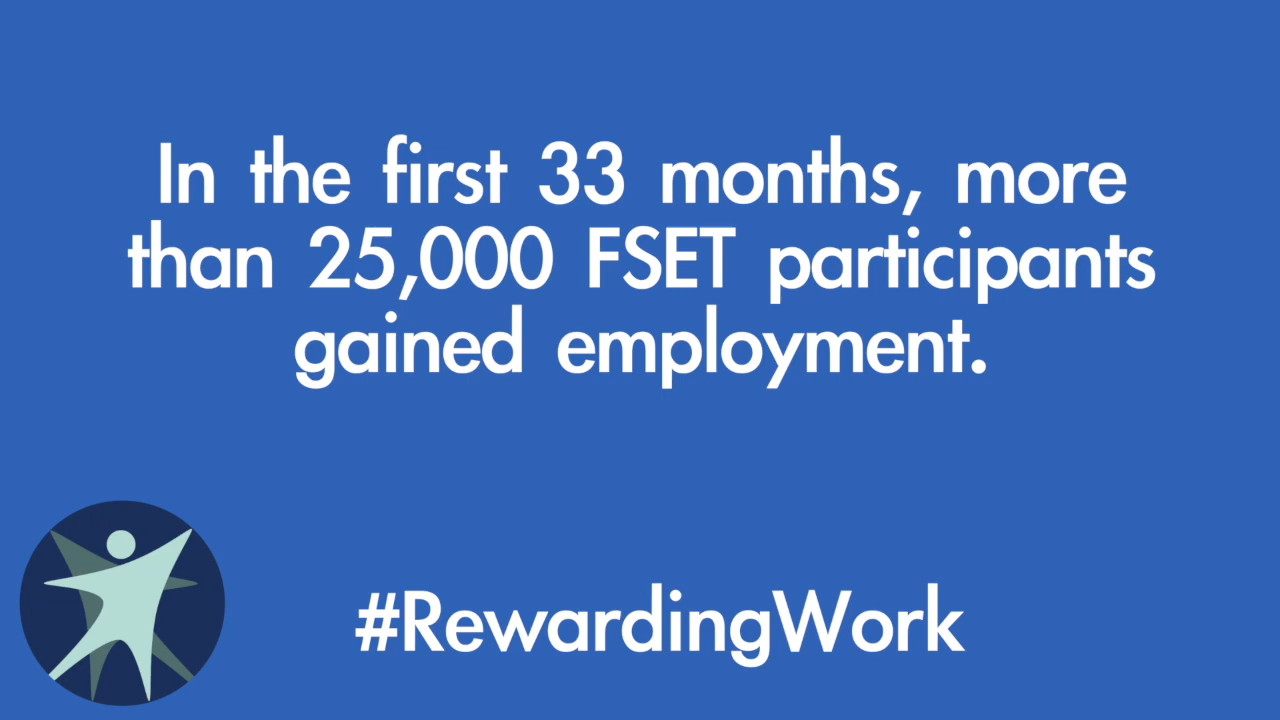 In the first 33 months, more
than 25,000 FSET participants
gained employment.
#RewardingWork